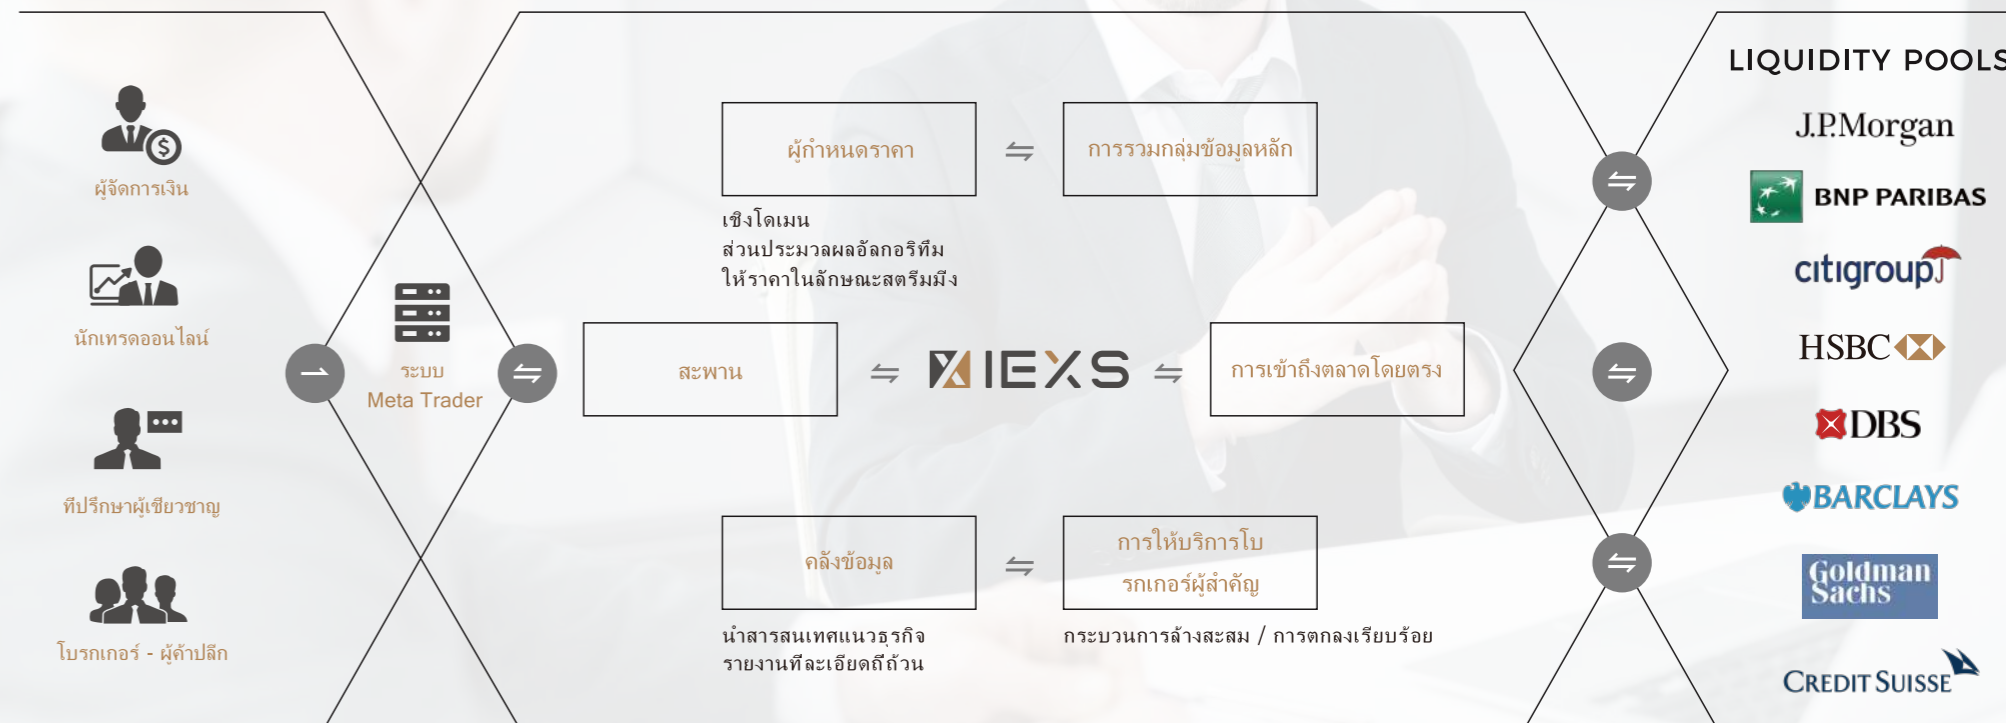 ผู้จัดการเงิน
นักเทรดออนไลน์
ที่ปรึกษาผู้เชี่ยวชาญ
โบรกเกอร์ - ผู้ค้าปลีก
ระบบ
Meta Trader
ผู้กำหนดราคา
การรวมกลุ่มข้อมูลหลัก
เชิงโดเมน
ส่วนประมวลผลอัลกอริทึม
ให้ราคาในลักษณะสตรีมมิ่ง
สะพาน
IEXS
การเข้าถึงตลาดโดยตรง
คลังข้อมูล
การให้บริการโบ
รกเกอร์ผู้สำคัญ
นำสารสนเทศแนวธุรกิจ
รายงานที่ละเอียดถี่ถ้วน
กระบวนการล้างสะสม / การตกลงเรียบร้อย
LIQUIDITY POOLS
J.P.Morgan
BNP PARIBAS
citigroup
HSBC
DBS
BARCLAYS
Goldman
Sachs
CREDIT SUISSE